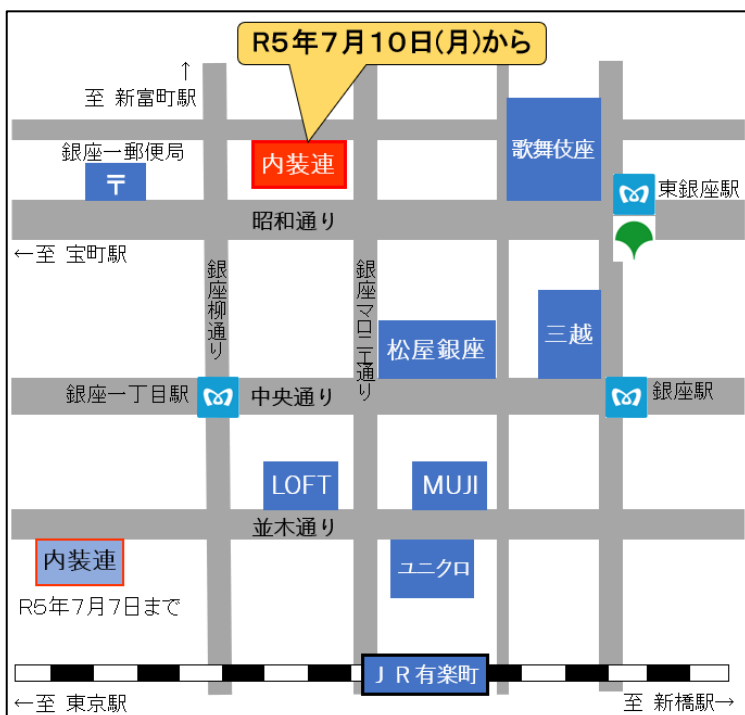 R5年7月10日(月)から
↑
至 新富町駅
銀座一郵便局
〒
内装連
歌舞伎座
東銀座駅
昭和通り
←至 宝町駅
銀座柳通り
銀座マロニエ通り
松屋銀座
三越
銀座一丁目駅
中央通り
銀座駅
LOFT
MUJI
並木通り
内装連
ユニクロ
R5年7月7日まで
JR有楽町
←至 東京駅
至 新橋駅→